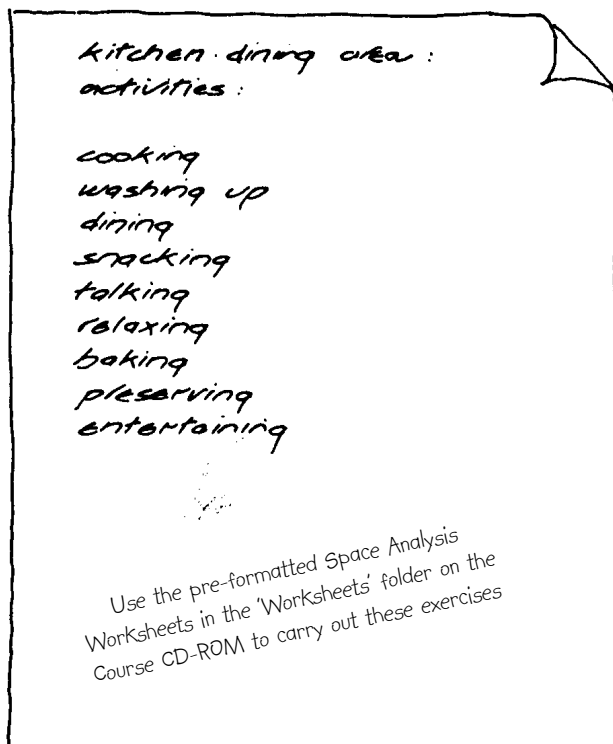 kitchen. dining area :
activities :
cooking
washing up
dining
snacking
talking
relaxing
baking
preserving
entertaining
Use the pre-formatted Space Analysis
Worksheets in the 'Worksheets' folder on the
Course CD-ROM to carry out these exercises